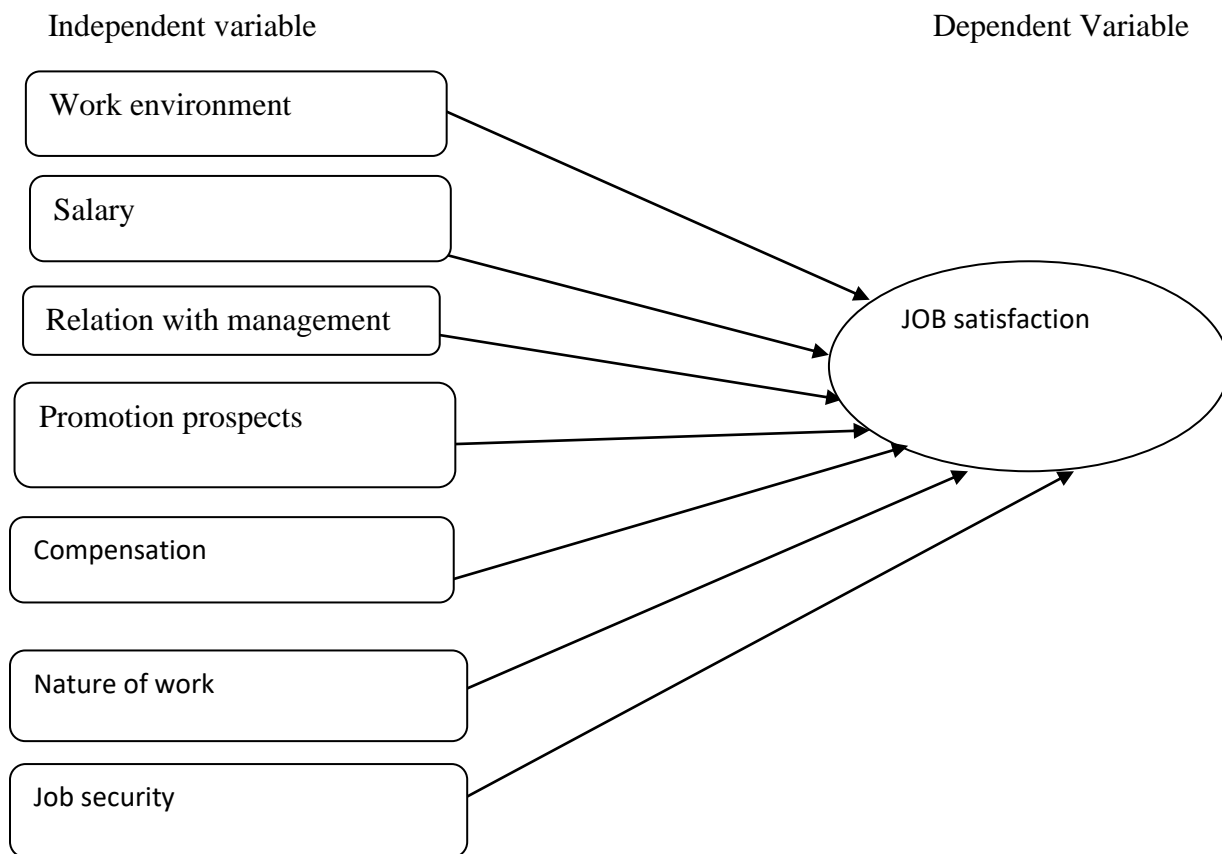 Independent variable
Dependent Variable
Work environment
Salary
Relation with management
JOB satisfaction
Promotion prospects
Compensation
Nature of work
Job security